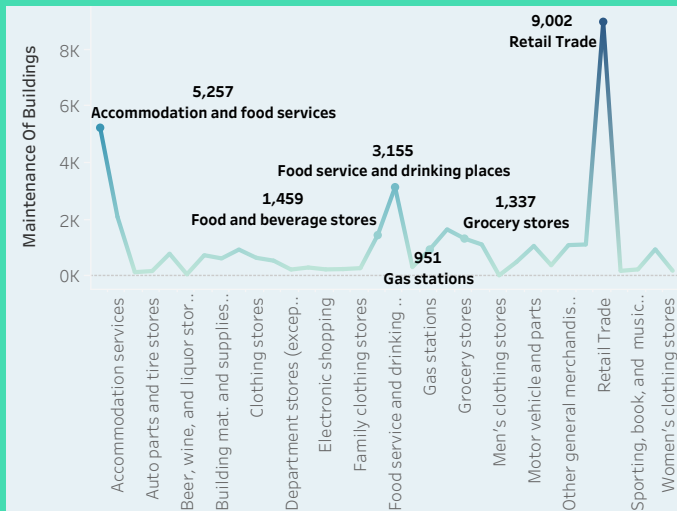 Maintenance Of Buildings
8K
6K
4K
2K
0K
9,002
Retail Trade
5,257
Accommodation and food services
3,155
Food service and drinking places
1,459
Food and beverage stores
1,337
Grocery stores
951
Gas stations
Accommodation services
Auto parts and tire stores
Beer, wine, and liquor stor..
Building mat. and supplies..
Clothing stores
Department stores (excep..
Electronic shopping
Family clothing stores
Food service and drinking ..
Gas stations
Grocery stores
Men's clothing stores
Motor vehicle and parts
Other general merchandis..
Retail Trade
Sporting, book, and music..
Women's clothing stores